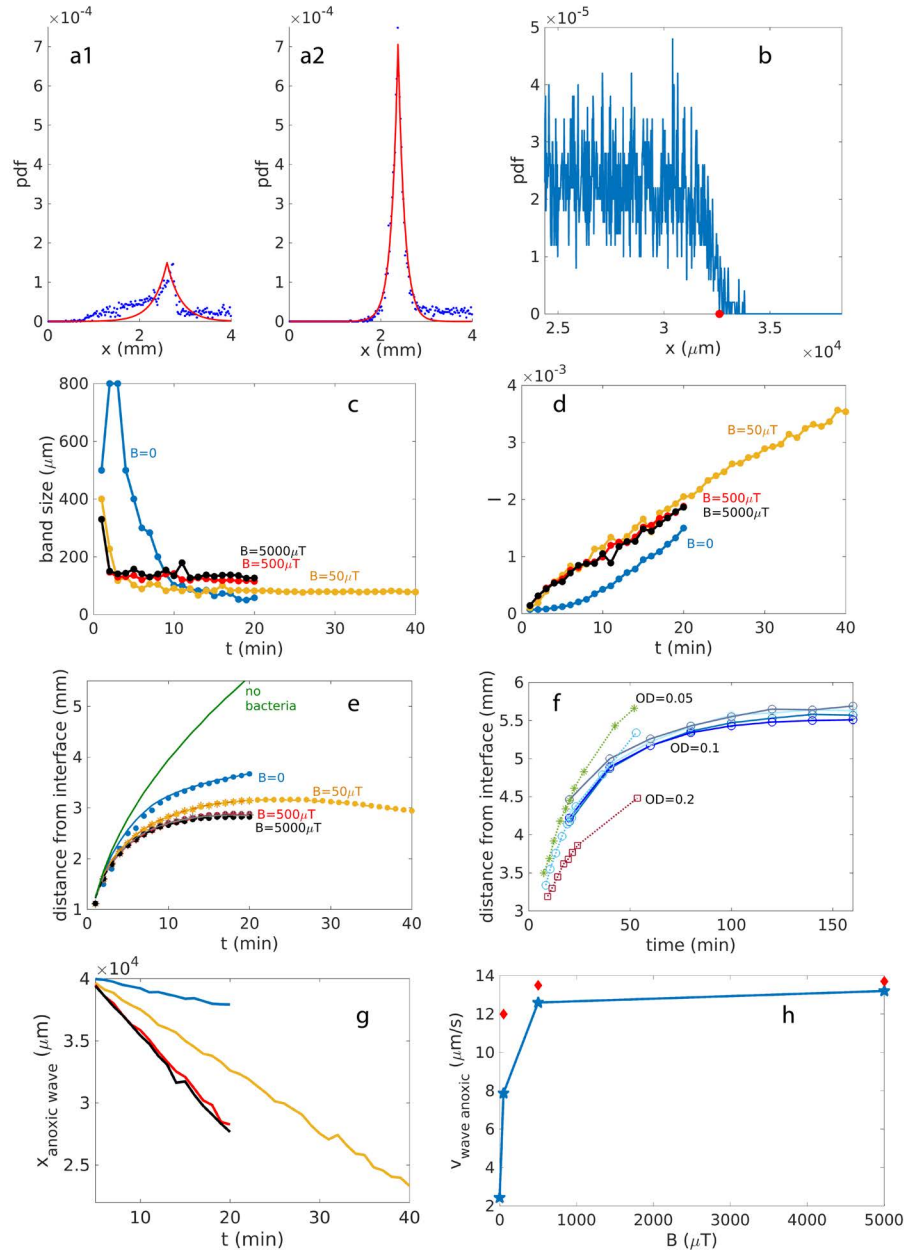 ×10⁻⁴
a1
7
6
5
4
3
2
1
0
pdf
0 2 4
x (mm)
×10⁻⁴
a2
7
6
5
4
3
2
1
0
pdf
0 2 4
x (mm)
×10⁻⁵
b
5
4
3
2
1
0
pdf
2.5 3 3.5
x (μm)
×10⁴
c
800
600
400
200
0
band size (μm)
B=0
B=5000μT
B=500μT
B=50μT
0 10 20 30 40
t (min)
×10⁻³
d
4
3
2
1
0
I
B=50μT
B=500μT
B=5000μT
B=0
0 10 20 30 40
t (min)
e
5
4
3
2
1
distance from interface (mm)
no
bacteria
B=0
B=50μT
B=500μT
B=5000μT
0 10 20 30 40
t (min)
f
6
5.5
5
4.5
4
3.5
3
distance from interface (mm)
OD=0.05
OD=0.1
OD=0.2
0 50 100 150
time (min)
×10⁴
g
4
3.5
3
2.5
x anoxic wave (μm)
10 20 30 40
t (min)
h
14
12
10
8
6
4
2
v wave anoxic (μm/s)
0 1000 2000 3000 4000 5000
B (μT)